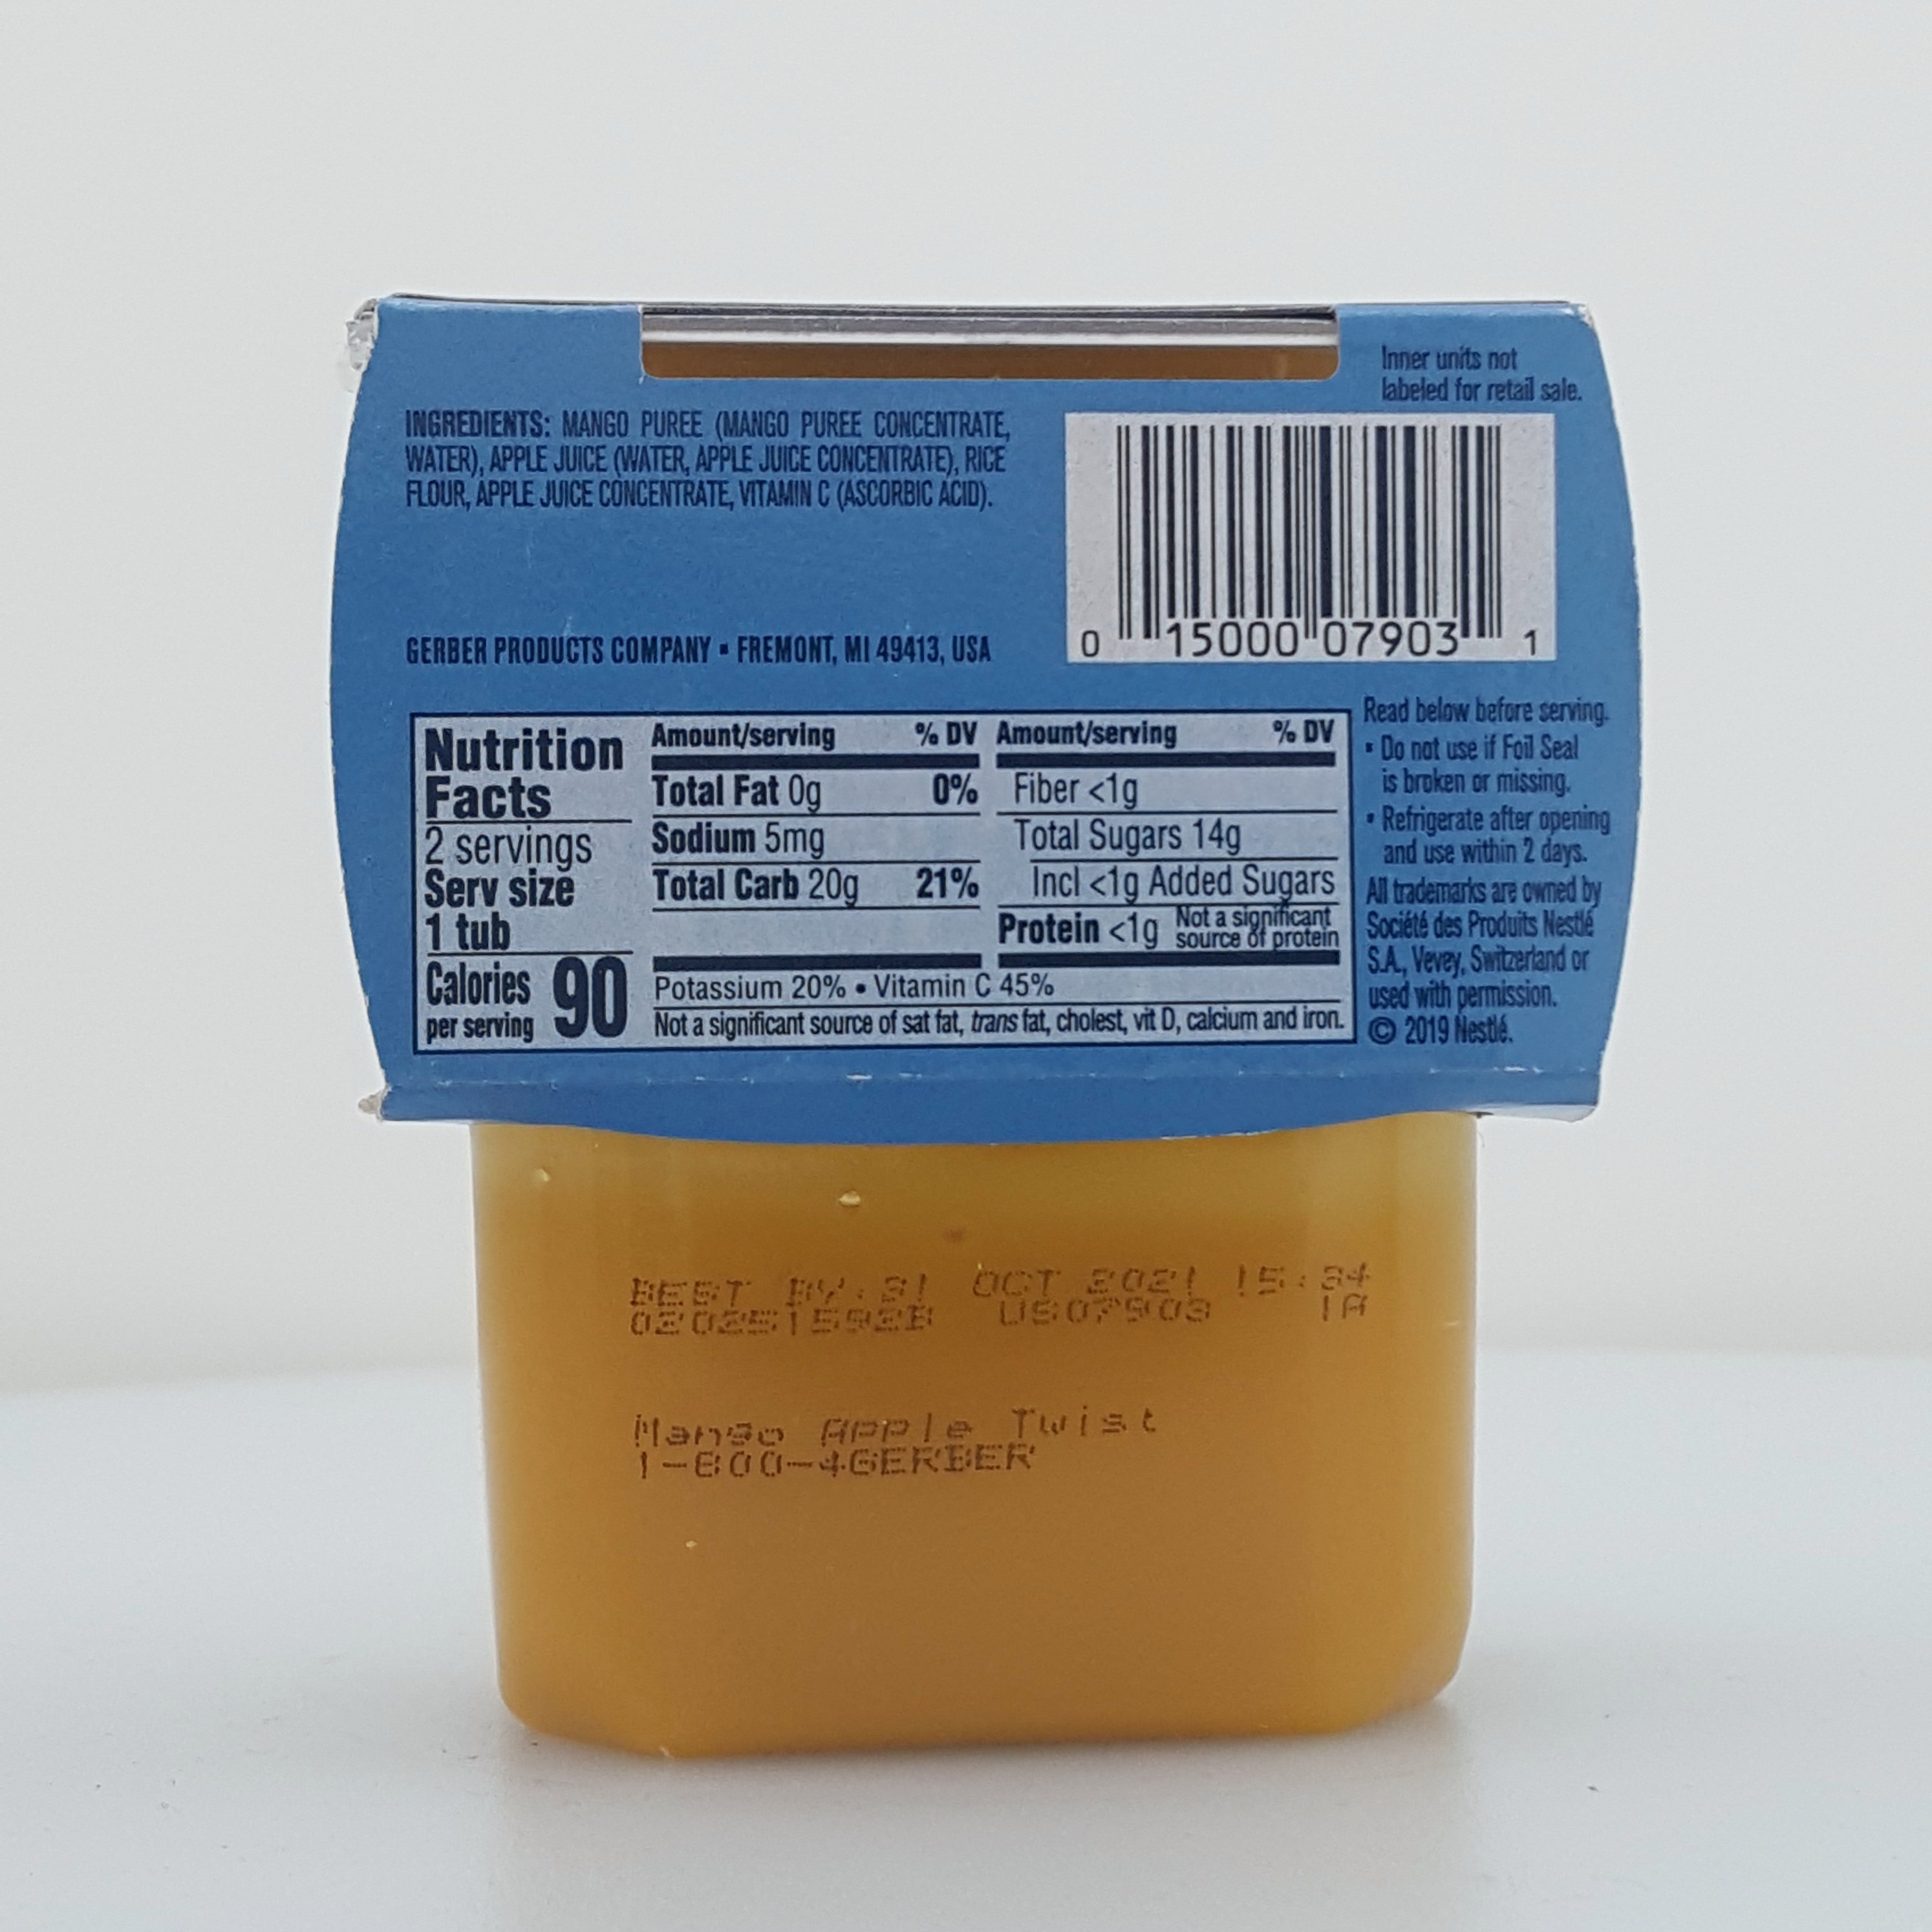 Inner units not
labeled for retail sale.
INGREDIENTS: MANGO PUREE (MANGO PUREE CONCENTRATE,
WATER), APPLE JUICE (WATER, APPLE JUICE CONCENTRATE), RICE
FLOUR, APPLE JUICE CONCENTRATE, VITAMIN C (ASCORBIC ACID).
GERBER PRODUCTS COMPANY ▪ FREMONT, MI 49413, USA
0 15000 07903 1
Nutrition
Facts
2 servings
Serv size
1 tub
Calories 90
per serving
Amount/serving % DV
Total Fat 0g 0%
Sodium 5mg
Total Carb 20g 21%
Amount/serving % DV
Fiber <1g
Total Sugars 14g
Incl <1g Added Sugars
Protein <1g Not a significant
source of protein
Potassium 20% • Vitamin C 45%
Not a significant source of sat fat, trans fat, cholest, vit D, calcium and iron.
Read below before serving.
▪ Do not use if Foil Seal
is broken or missing.
▪ Refrigerate after opening
and use within 2 days.
All trademarks are owned by
Société des Produits Nestlé
S.A., Vevey, Switzerland or
used with permission.
© 2019 Nestlé.
BEST BY: 31 OCT 2021 15:34
020251592B US07903 1A
Mango Apple Twist
1-800-4GERBER